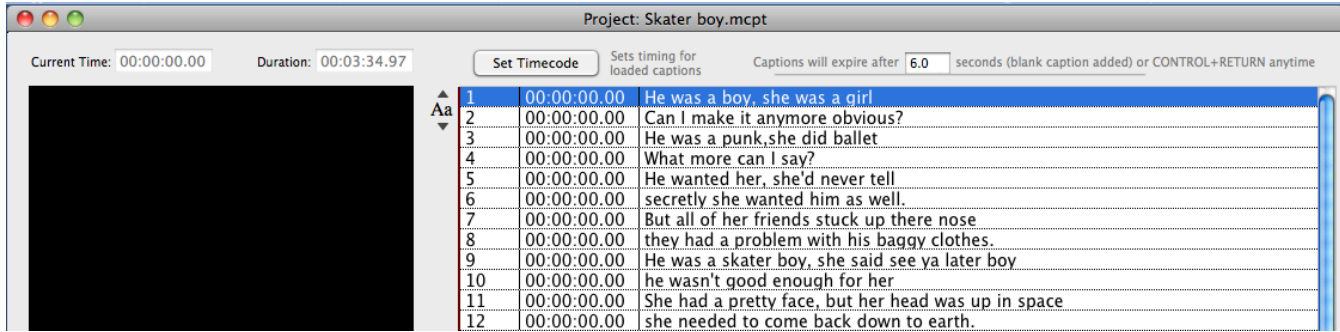 Project: Skater boy.mcpt
Current Time: 00:00:00.00 Duration: 00:03:34.97
Set Timecode
Sets timing for
loaded captions
Captions will expire after 6.0 seconds (blank caption added) or CONTROL+RETURN anytime
Aa
1 00:00:00.00 He was a boy, she was a girl
2 00:00:00.00 Can I make it anymore obvious?
3 00:00:00.00 He was a punk,she did ballet
4 00:00:00.00 What more can I say?
5 00:00:00.00 He wanted her, she'd never tell
6 00:00:00.00 secretly she wanted him as well.
7 00:00:00.00 But all of her friends stuck up there nose
8 00:00:00.00 they had a problem with his baggy clothes.
9 00:00:00.00 He was a skater boy, she said see ya later boy
10 00:00:00.00 he wasn't good enough for her
11 00:00:00.00 She had a pretty face, but her head was up in space
12 00:00:00.00 she needed to come back down to earth.